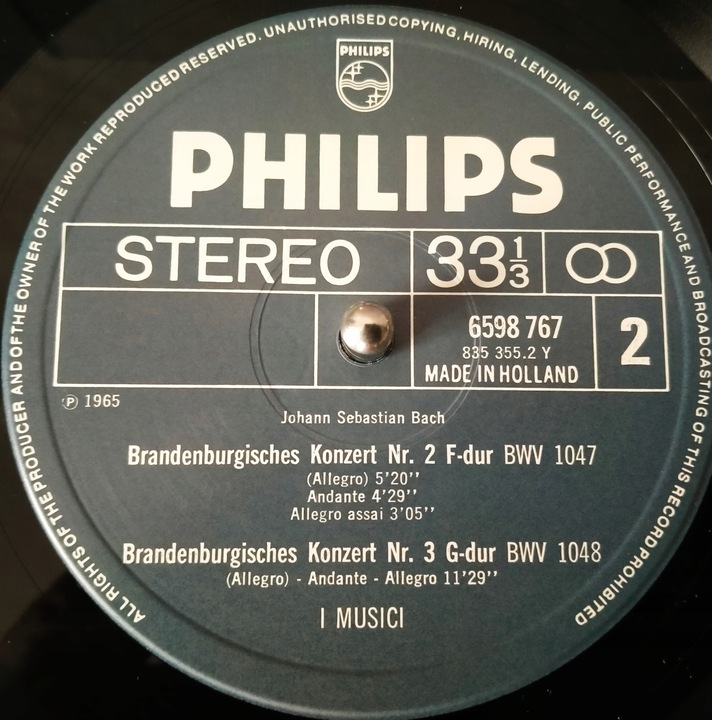 ALL RIGHTS OF THE PRODUCER AND OF THE OWNER OF THE WORK REPRODUCED RESERVED. UNAUTHORISED COPYING, HIRING, LENDING, PUBLIC PERFORMANCE AND BROADCASTING OF THIS RECORD PROHIBITED
PHILIPS
PHILIPS
STEREO 33⅓
6598 767
835 355.2 Y
MADE IN HOLLAND
2
Ⓟ 1965
Johann Sebastian Bach
Brandenburgisches Konzert Nr. 2 F-dur BWV 1047
(Allegro) 5'20''
Andante 4'29''
Allegro assai 3'05''
Brandenburgisches Konzert Nr. 3 G-dur BWV 1048
(Allegro) - Andante - Allegro 11'29''
I MUSICI